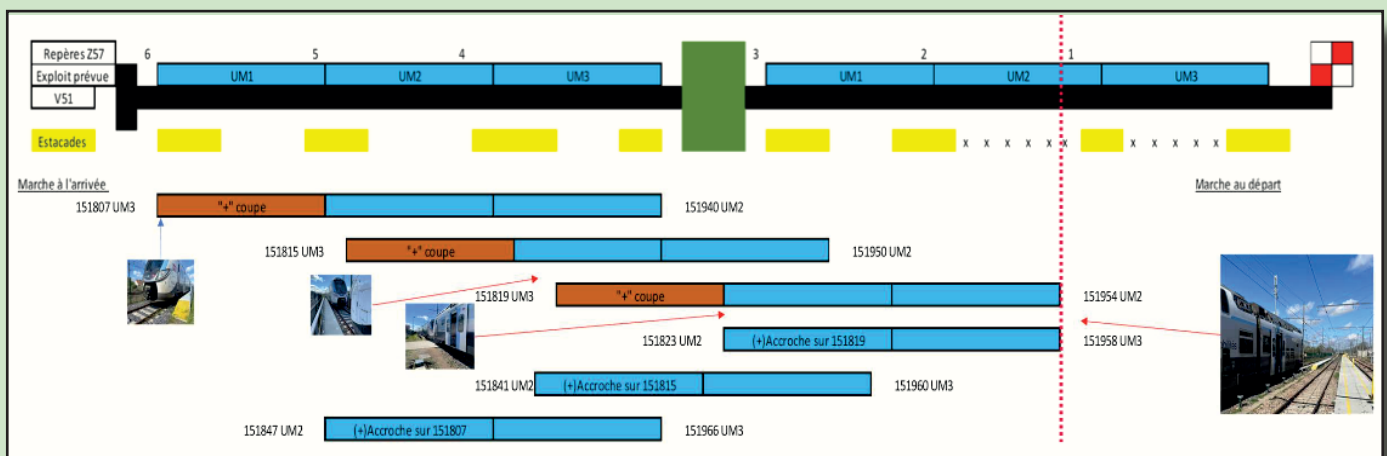 Repères Z57 6 5 4 3 2 1
Exploit prévue UM1 UM2 UM3 UM1 UM2 UM3
V51
Estacades x x x x x x x x x x x x
Marche à l'arrivée Marche au départ
151807 UM3 "+" coupe 151940 UM2
151815 UM3 "+" coupe 151950 UM2
151819 UM3 "+" coupe 151954 UM2
151823 UM2 (+)Accroche sur 151819 151958 UM3
151841 UM2 (+)Accroche sur 151815 151960 UM3
151847 UM2 (+)Accroche sur 151807 151966 UM3